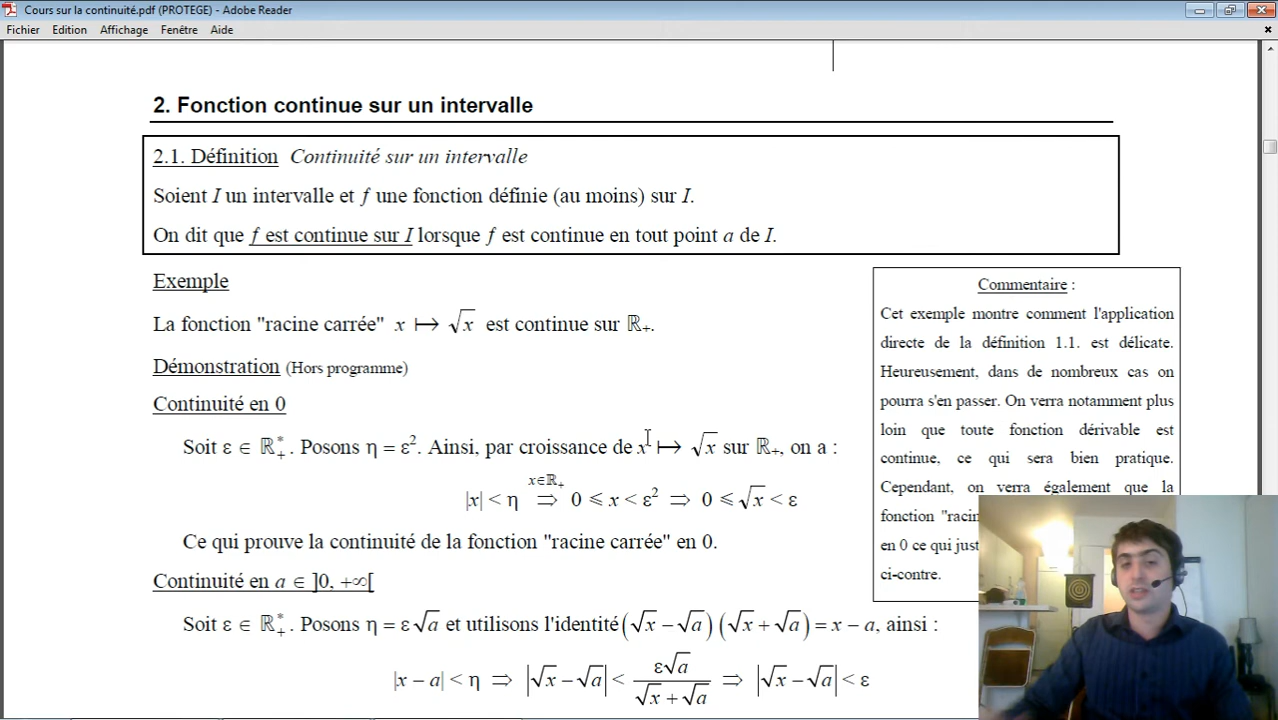 Cours sur la continuité.pdf (PROTEGE) - Adobe Reader
Fichier Edition Affichage Fenêtre Aide
2. Fonction continue sur un intervalle
2.1. Définition Continuité sur un intervalle
Soient I un intervalle et f une fonction définie (au moins) sur I.
On dit que f est continue sur I lorsque f est continue en tout point a de I.
Exemple
La fonction "racine carrée" x ↦ √x est continue sur ℝ₊.
Démonstration (Hors programme)
Continuité en 0
Soit ε ∈ ℝ₊*. Posons η = ε². Ainsi, par croissance de x ↦ √x sur ℝ₊, on a :
|x| < η ⇒ (x∈ℝ₊) 0 ⩽ x < ε² ⇒ 0 ⩽ √x < ε
Ce qui prouve la continuité de la fonction "racine carrée" en 0.
Continuité en a ∈ ]0, +∞[
Soit ε ∈ ℝ₊*. Posons η = ε√a et utilisons l'identité (√x − √a)(√x + √a) = x − a, ainsi :
|x − a| < η ⇒ |√x − √a| < ε√a / (√x + √a) ⇒ |√x − √a| < ε
Commentaire :
Cet exemple montre comment l'application
directe de la définition 1.1. est délicate.
Heureusement, dans de nombreux cas on
pourra s'en passer. On verra notamment plus
loin que toute fonction dérivable est
continue, ce qui sera bien pratique.
Cependant, on verra également que la
fonction "racin
en 0 ce qui just
ci-contre.